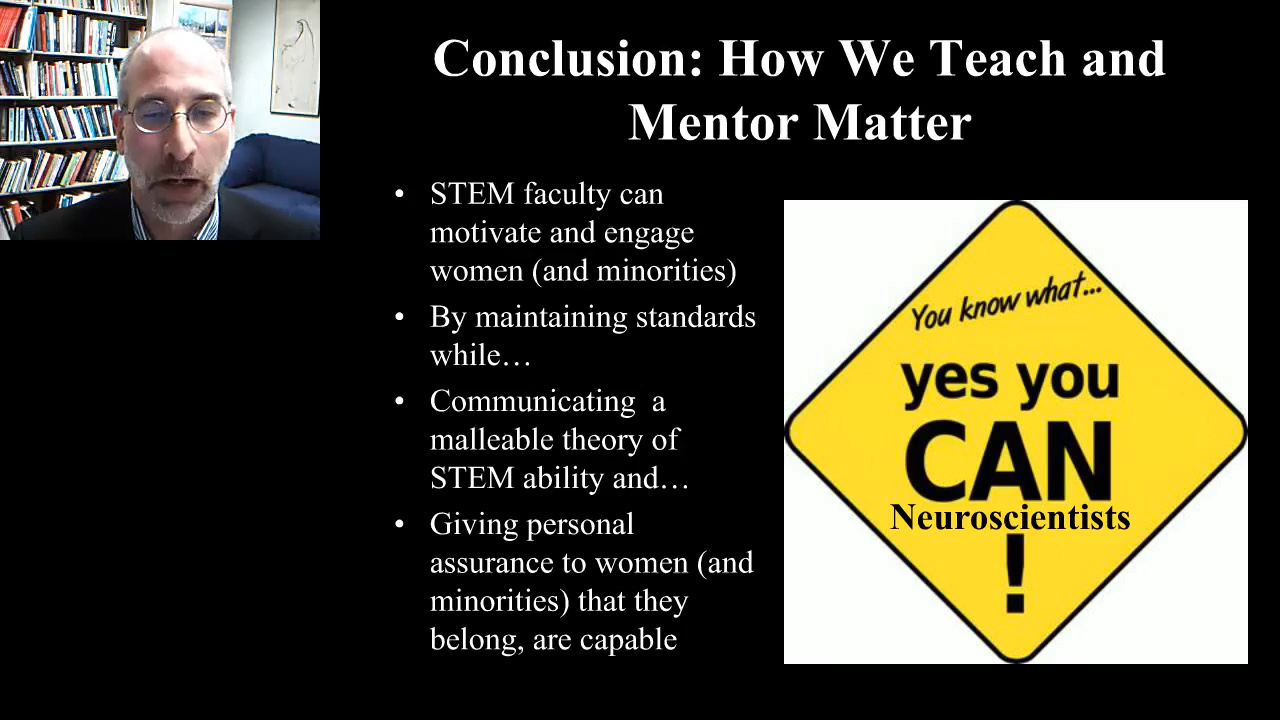 Conclusion: How We Teach and
Mentor Matter
• STEM faculty can
motivate and engage
women (and minorities)
• By maintaining standards
while…
• Communicating a
malleable theory of
STEM ability and…
• Giving personal
assurance to women (and
minorities) that they
belong, are capable
You know what...
yes you
CAN
Neuroscientists
!